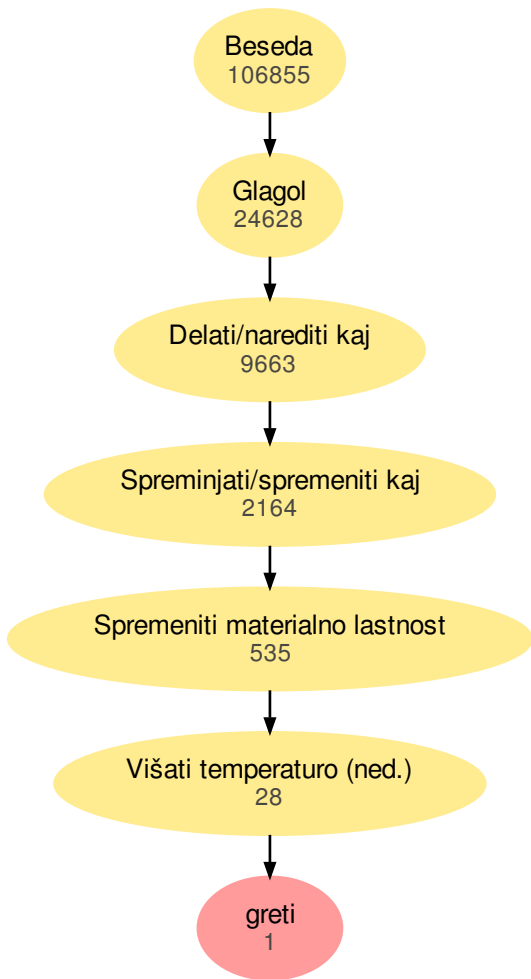 Beseda
106855
Glagol
24628
Delati/narediti kaj
9663
Spreminjati/spremeniti kaj
2164
Spremeniti materialno lastnost
535
Višati temperaturo (ned.)
28
greti
1